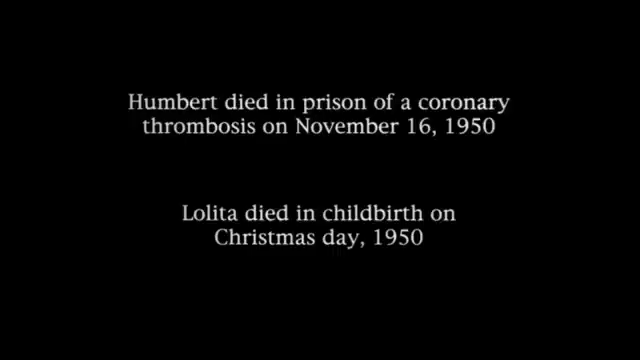 Humbert died in prison of a coronary
thrombosis on November 16, 1950
Lolita died in childbirth on
Christmas day, 1950